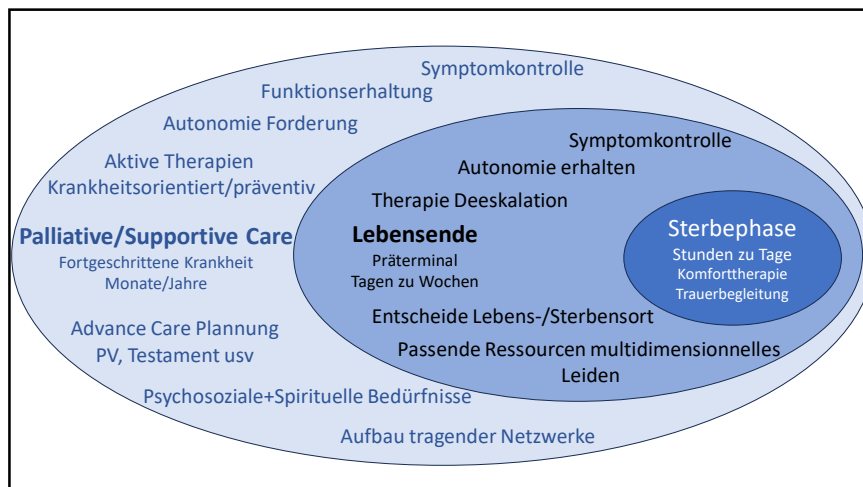 Symptomkontrolle
Funktionserhaltung
Autonomie Forderung
Aktive Therapien
Krankheitsorientiert/präventiv
Palliative/Supportive Care
Fortgeschrittene Krankheit
Monate/Jahre
Advance Care Plannung
PV, Testament usv
Psychosoziale+Spirituelle Bedürfnisse
Aufbau tragender Netzwerke
Symptomkontrolle
Autonomie erhalten
Therapie Deeskalation
Lebensende
Präterminal
Tagen zu Wochen
Entscheide Lebens-/Sterbensort
Passende Ressourcen multidimensionnelles
Leiden
Sterbephase
Stunden zu Tage
Komforttherapie
Trauerbegleitung